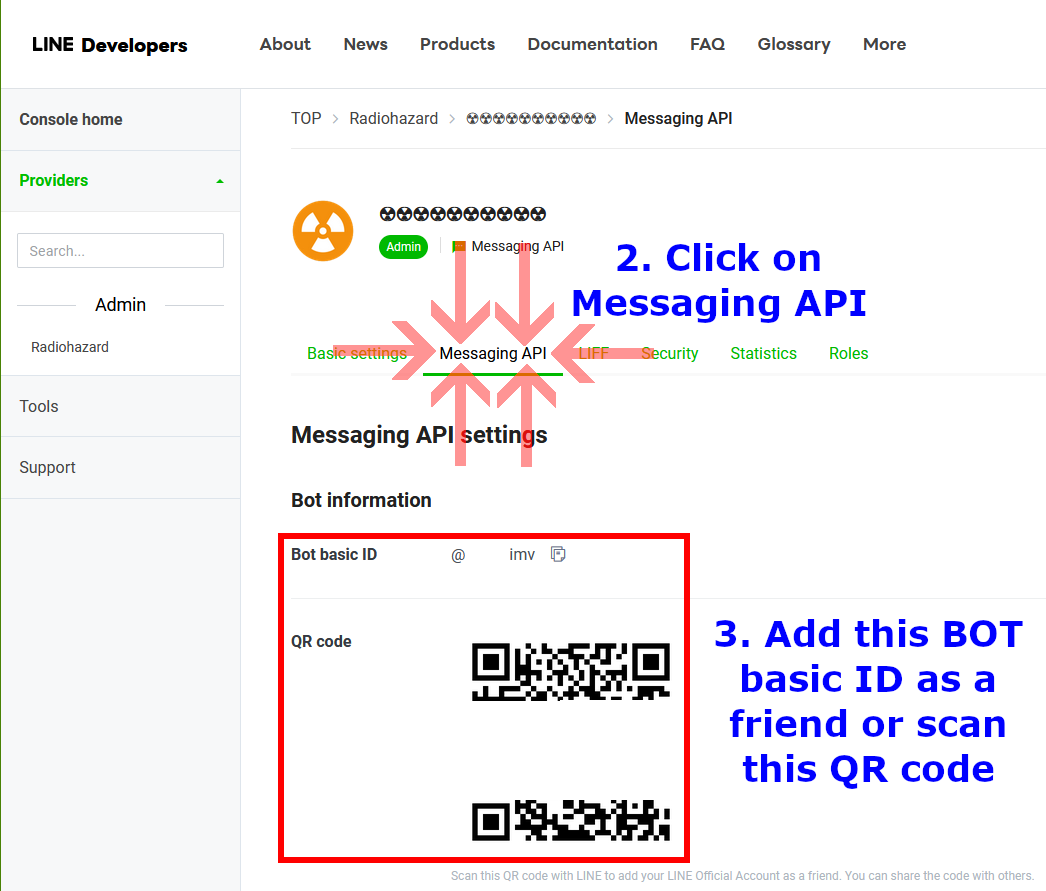 LINE Developers
About News Products Documentation FAQ Glossary More
Console home
Providers
Search...
Admin
Radiohazard
Tools
Support
TOP > Radiohazard > ☢☢☢☢☢☢☢☢☢☢ > Messaging API
☢☢☢☢☢☢☢☢☢☢
Admin Messaging API
2. Click on
Messaging API
Basic settings Messaging API LIFF Security Statistics Roles
Messaging API settings
Bot information
Bot basic ID @ imv
QR code
3. Add this BOT
basic ID as a
friend or scan
this QR code
Scan this QR code with LINE to add your LINE Official Account as a friend. You can share the code with others.